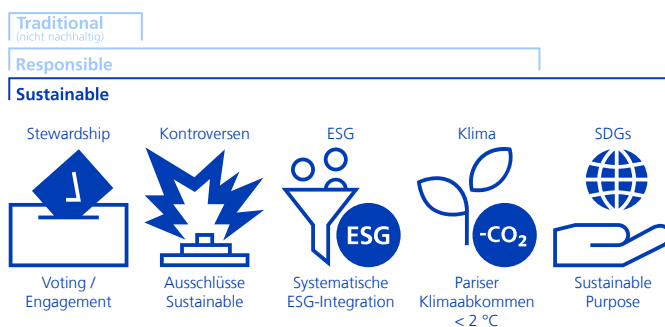 Traditional
(nicht nachhaltig)
Responsible
Sustainable
Stewardship
Kontroversen
ESG
Klima
SDGs
ESG
-CO₂
Voting /
Engagement
Ausschlüsse
Sustainable
Systematische
ESG-Integration
Pariser
Klimaabkommen
< 2 °C
Sustainable
Purpose